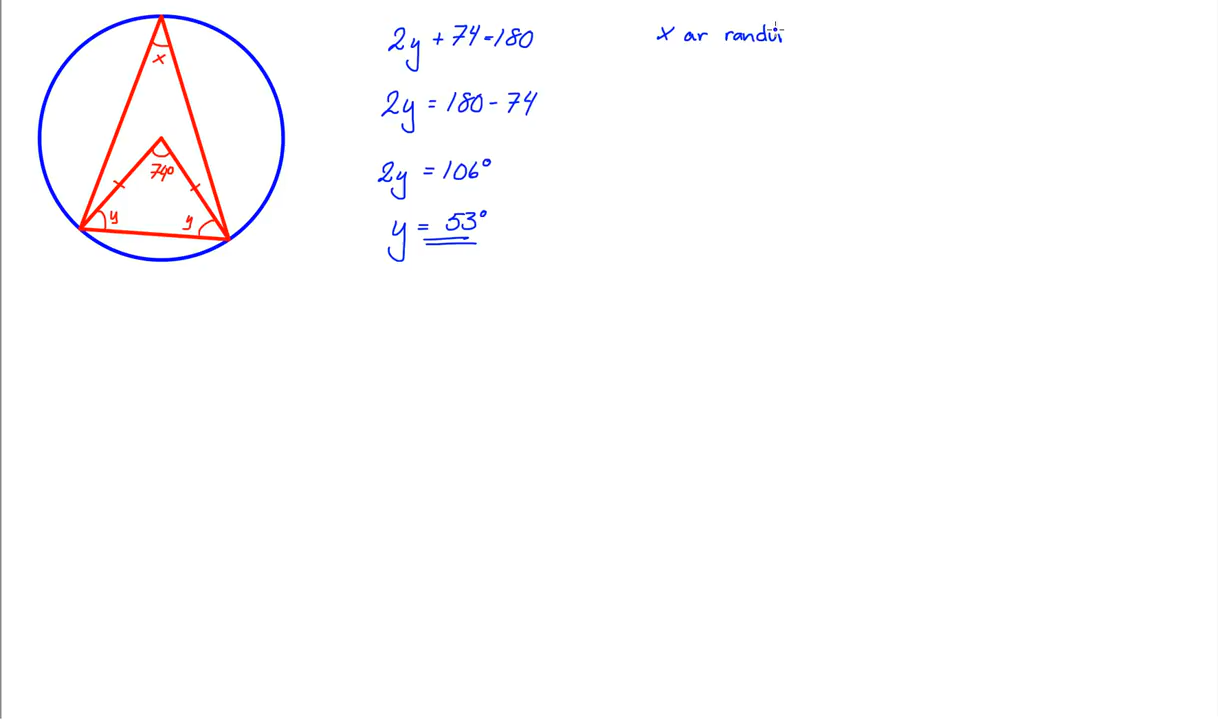 x
74°
y
y
2y + 74 = 180
2y = 180 - 74
2y = 106°
y = 53°
x ar